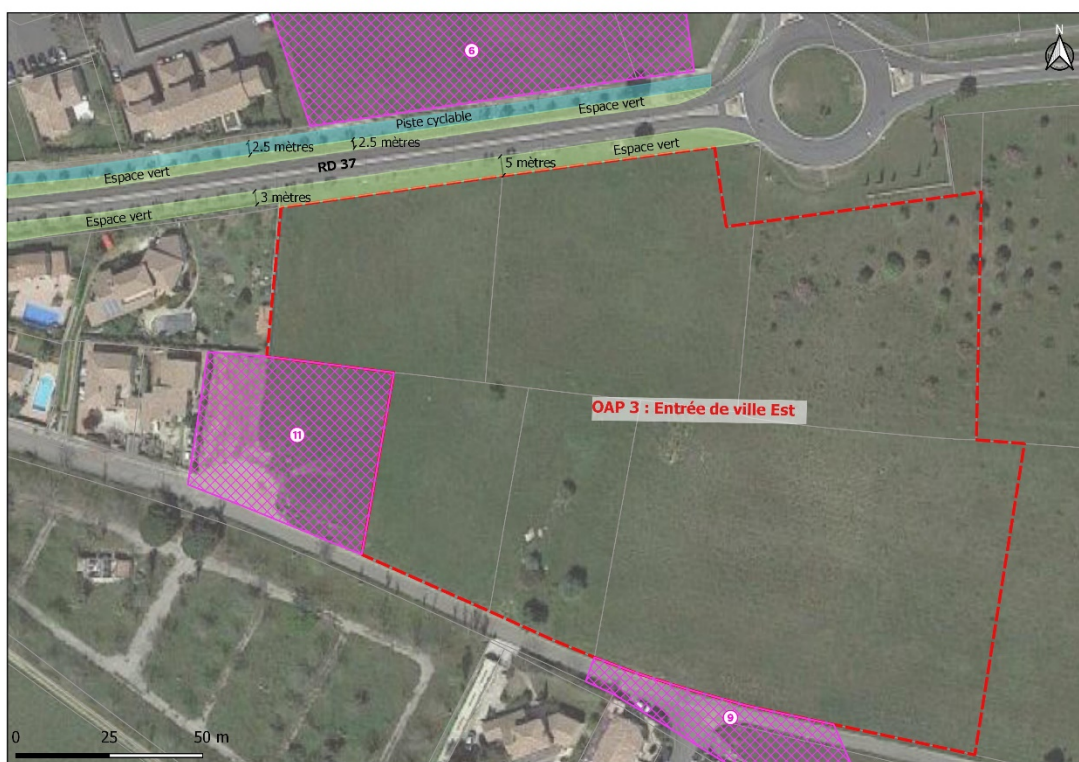 N
6
Piste cyclable
Espace vert
2.5 mètres
2.5 mètres
RD 37
Espace vert
5 mètres
Espace vert
3 mètres
Espace vert
OAP 3 : Entrée de ville Est
11
9
0 25 50 m